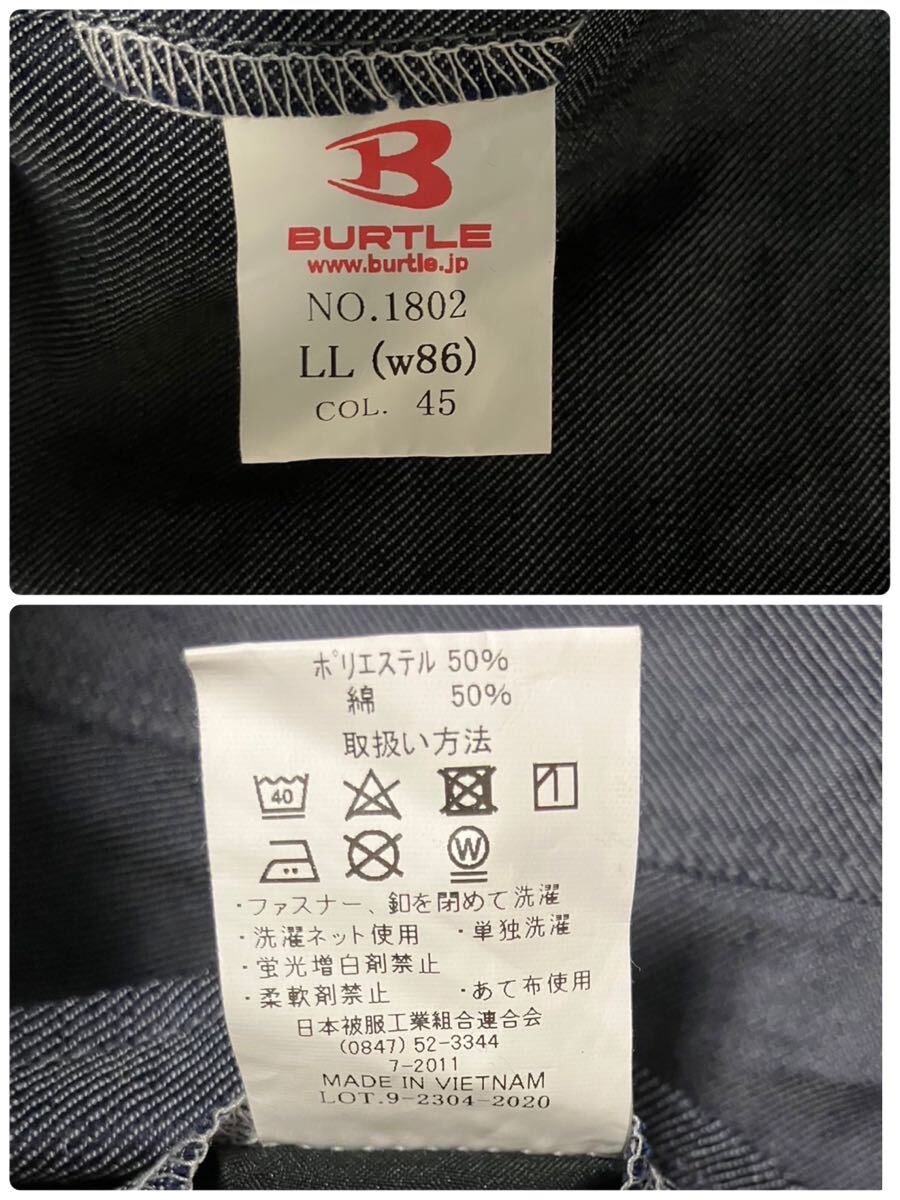 BURTLE
www.burtle.jp
NO.1802
LL (w86)
COL. 45
ポリエステル 50%
綿 50%
取扱い方法
40
W
・ファスナー、釦を閉めて洗濯
・洗濯ネット使用 ・単独洗濯
・蛍光増白剤禁止
・柔軟剤禁止 ・あて布使用
日本被服工業組合連合会
(0847) 52-3344
7-2011
MADE IN VIETNAM
LOT.9-2304-2020